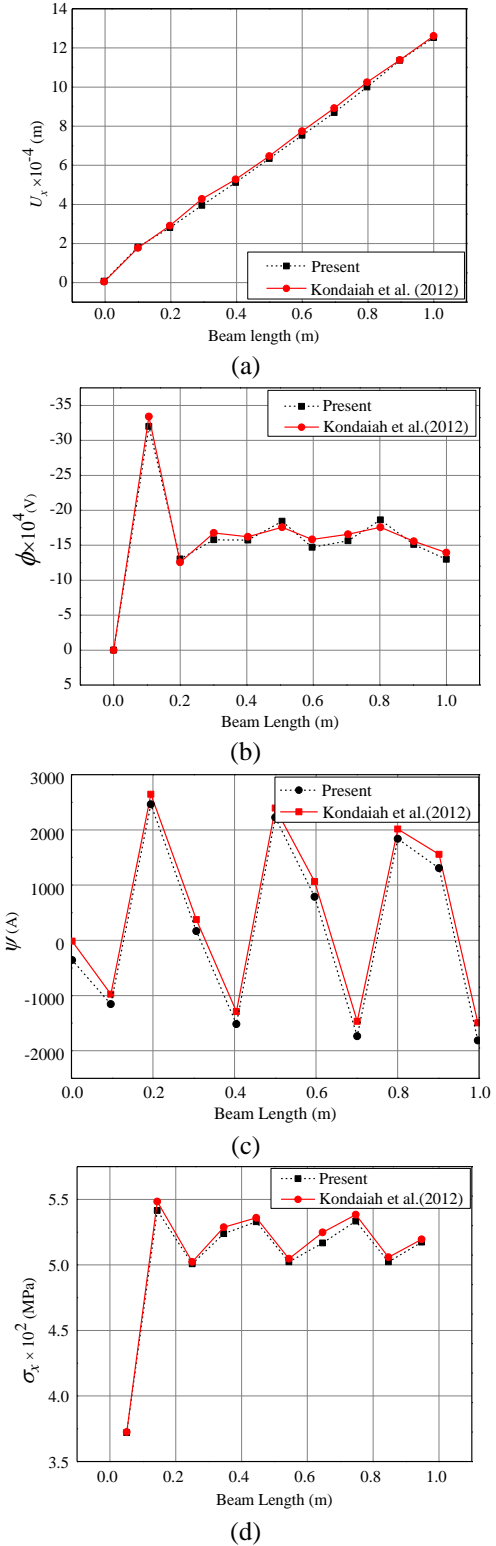 14
12
10
8
6
4
2
0
U_x ×10^-4 (m)
Present
Kondaiah et al. (2012)
0.0 0.2 0.4 0.6 0.8 1.0
Beam length (m)
(a)
-35
-30
-25
-20
-15
-10
-5
0
5
ϕ×10^4 (V)
Present
Kondaiah et al.(2012)
0.0 0.2 0.4 0.6 0.8 1.0
Beam Length (m)
(b)
3000
2000
1000
0
-1000
-2000
ψ (A)
Present
Kondaiah et al.(2012)
0.0 0.2 0.4 0.6 0.8 1.0
Beam Length (m)
(c)
5.5
5.0
4.5
4.0
3.5
σ_x × 10^2 (MPa)
Present
Kondaiah et al.(2012)
0.0 0.2 0.4 0.6 0.8 1.0
Beam Length (m)
(d)